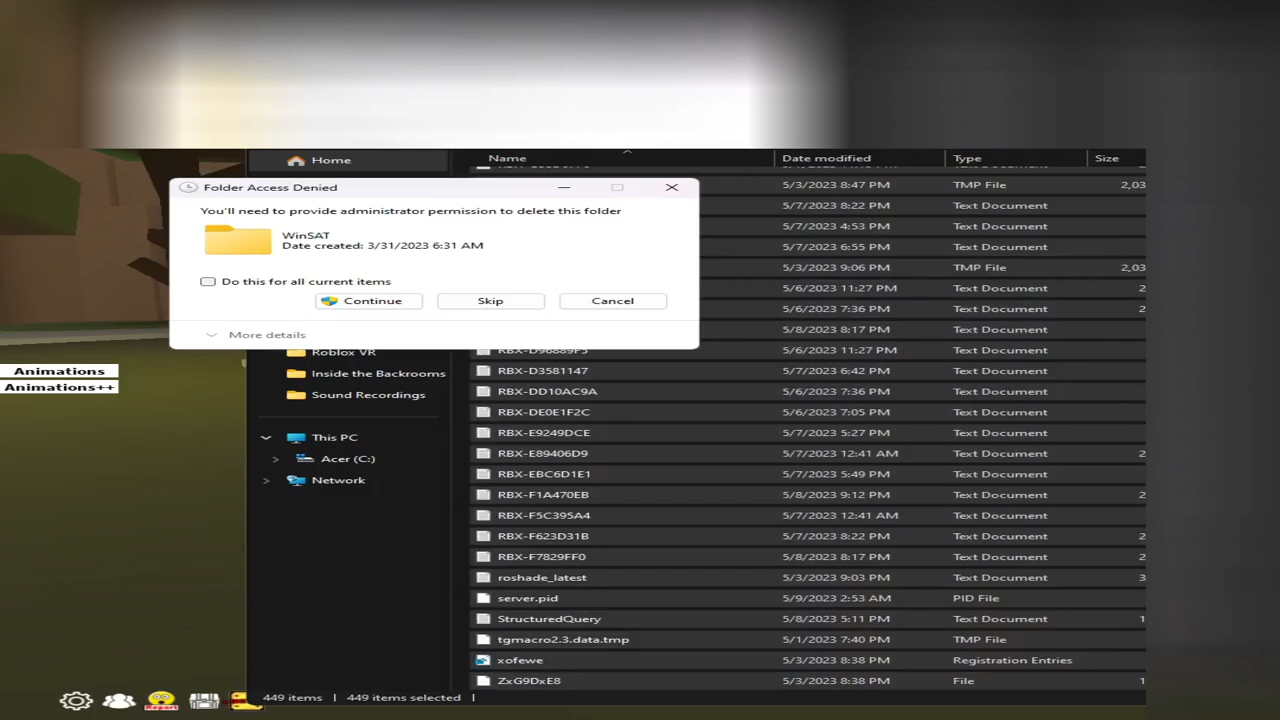 Home
Name Date modified Type Size
Folder Access Denied
5/3/2023 8:47 PM TMP File 2,03
You'll need to provide administrator permission to delete this folder
5/7/2023 8:22 PM Text Document
WinSAT
5/7/2023 4:53 PM Text Document
Date created: 3/31/2023 6:31 AM
5/7/2023 6:55 PM Text Document
5/3/2023 9:06 PM TMP File 2,03
Do this for all current items
5/6/2023 11:27 PM Text Document
Continue Skip Cancel
5/6/2023 7:36 PM Text Document
5/8/2023 8:17 PM Text Document
More details
Roblox VR
RBX-D96889F5 5/6/2023 11:27 PM Text Document
Animations
RBX-D3581147 5/7/2023 6:42 PM Text Document
Inside the Backrooms
Animations++
RBX-DD10AC9A 5/6/2023 7:36 PM Text Document
Sound Recordings
RBX-DE0E1F2C 5/6/2023 7:05 PM Text Document
This PC
RBX-E9249DCE 5/7/2023 5:27 PM Text Document
Acer (C:)
RBX-E89406D9 5/7/2023 12:41 AM Text Document 2
Network
RBX-EBC6D1E1 5/7/2023 5:49 PM Text Document
RBX-F1A470EB 5/8/2023 9:12 PM Text Document 2
RBX-F5C395A4 5/7/2023 12:41 AM Text Document
RBX-F623D31B 5/7/2023 8:22 PM Text Document 2
RBX-F7829FF0 5/8/2023 8:17 PM Text Document 2
roshade_latest 5/3/2023 9:03 PM Text Document 3
server.pid 5/9/2023 2:53 AM PID File
StructuredQuery 5/8/2023 5:11 PM Text Document 1
tgmacro2.3.data.tmp 5/1/2023 7:40 PM TMP File
xofewe 5/3/2023 8:38 PM Registration Entries
ZxG9DxE8 5/3/2023 8:38 PM File 1
449 items 449 items selected
Report